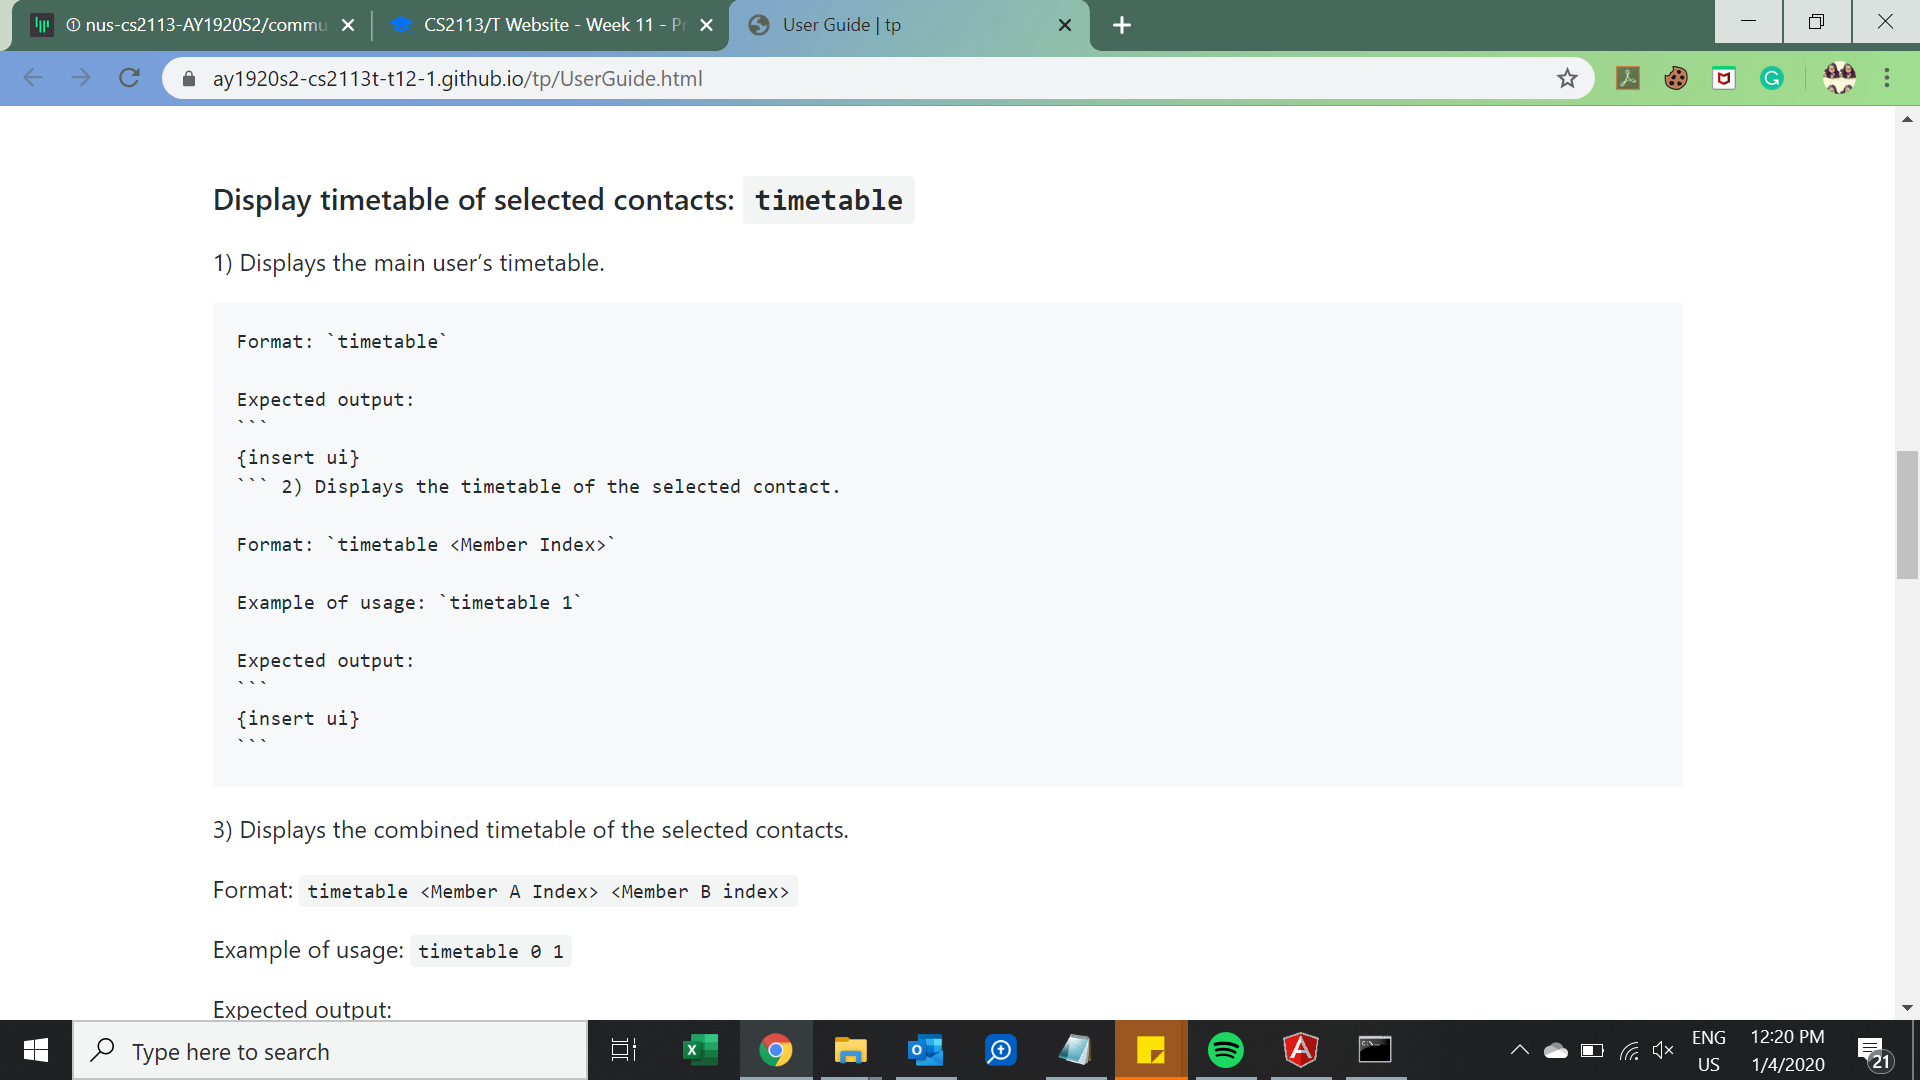 ① nus-cs2113-AY1920S2/commu
CS2113/T Website - Week 11 - Pr
User Guide | tp
ay1920s2-cs2113t-t12-1.github.io/tp/UserGuide.html
Display timetable of selected contacts: timetable
1) Displays the main user’s timetable.
Format: `timetable`
Expected output:
```
{insert ui}
``` 2) Displays the timetable of the selected contact.
Format: `timetable <Member Index>`
Example of usage: `timetable 1`
Expected output:
```
{insert ui}
```
3) Displays the combined timetable of the selected contacts.
Format: timetable <Member A Index> <Member B index>
Example of usage: timetable 0 1
Expected output:
Type here to search
ENG
US
12:20 PM
1/4/2020
21